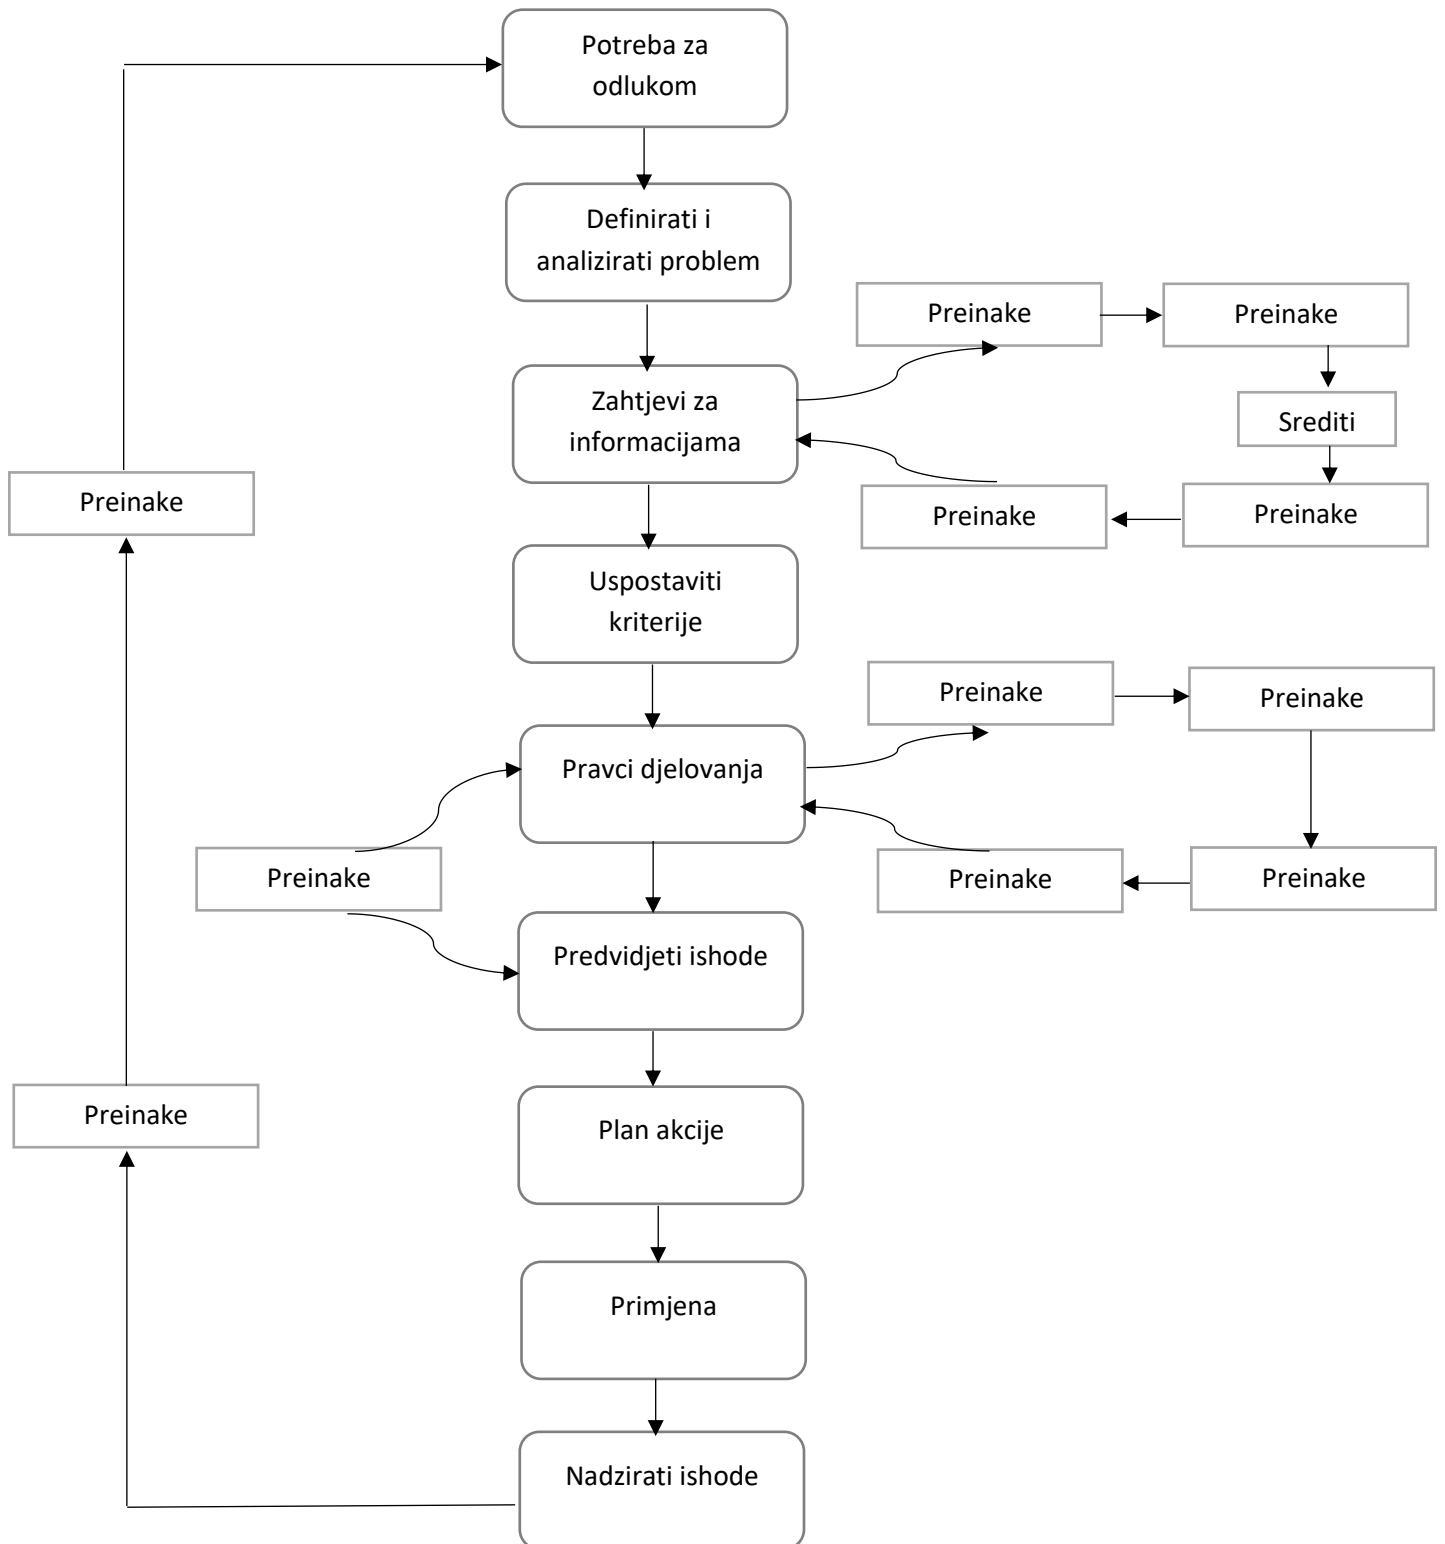 Potreba za
odlukom
Definirati i
analizirati problem
Preinake
Preinake
Zahtjevi za
informacijama
Srediti
Preinake
Preinake
Preinake
Uspostaviti
kriterije
Preinake
Preinake
Pravci djelovanja
Preinake
Preinake
Preinake
Predvidjeti ishode
Preinake
Plan akcije
Primjena
Nadzirati ishode